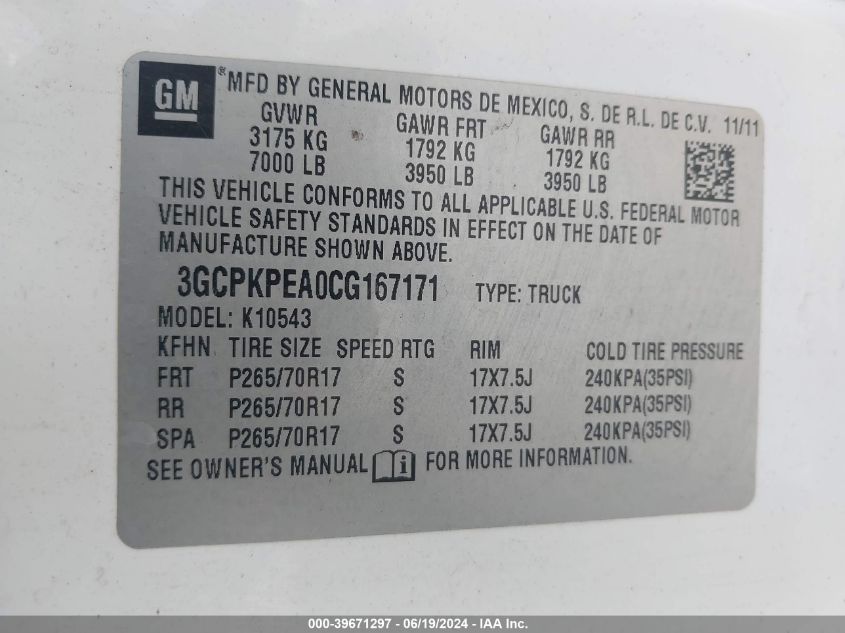 GM
® MFD BY GENERAL MOTORS DE MEXICO, S. DE R.L. DE C.V. 11/11
GVWR GAWR FRT GAWR RR
3175 KG 1792 KG 1792 KG
7000 LB 3950 LB 3950 LB
THIS VEHICLE CONFORMS TO ALL APPLICABLE U.S. FEDERAL MOTOR
VEHICLE SAFETY STANDARDS IN EFFECT ON THE DATE OF
MANUFACTURE SHOWN ABOVE.
3GCPKPEA0CG167171 TYPE: TRUCK
MODEL: K10543
KFHN TIRE SIZE SPEED RTG RIM COLD TIRE PRESSURE
FRT P265/70R17 S 17X7.5J 240KPA(35PSI)
RR P265/70R17 S 17X7.5J 240KPA(35PSI)
SPA P265/70R17 S 17X7.5J 240KPA(35PSI)
SEE OWNER'S MANUAL i FOR MORE INFORMATION.
000-39671297 - 06/19/2024 - IAA Inc.